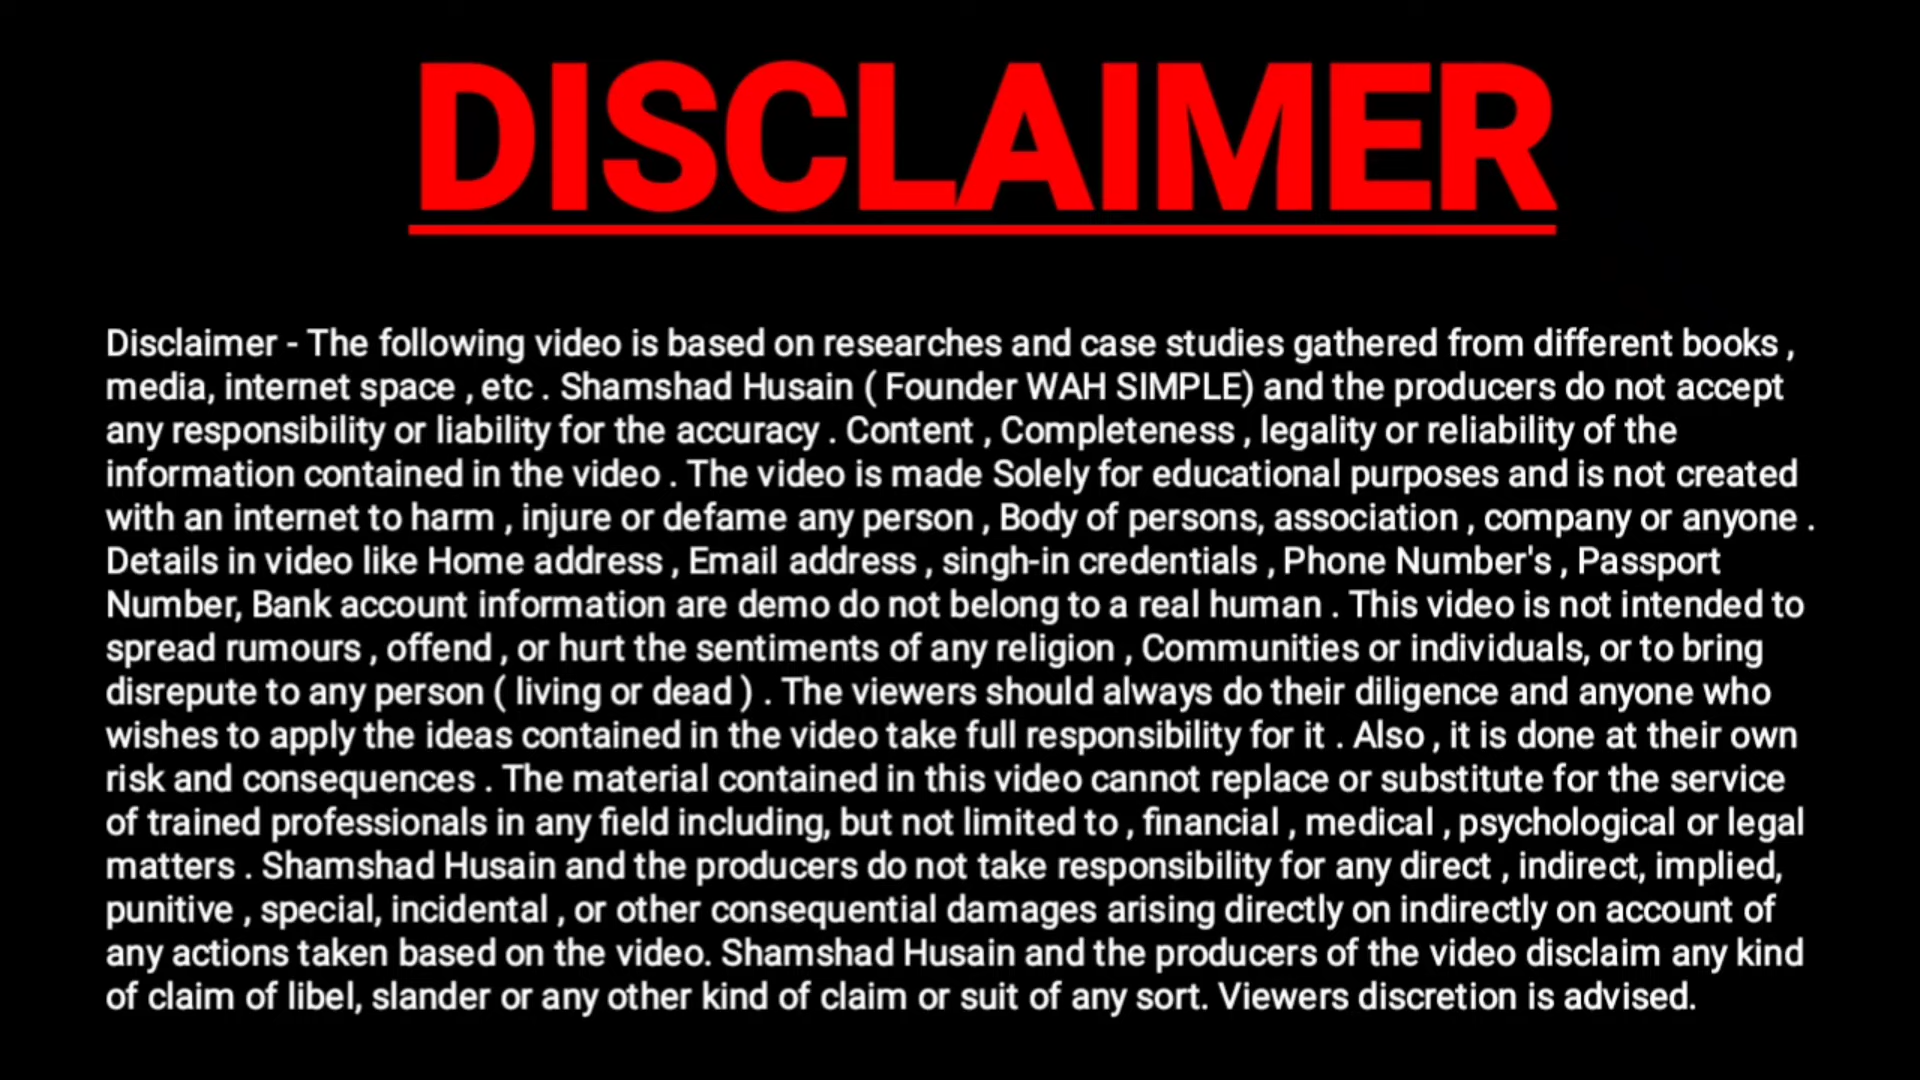 DISCLAIMER
Disclaimer - The following video is based on researches and case studies gathered from different books ,
media, internet space , etc . Shamshad Husain ( Founder WAH SIMPLE) and the producers do not accept
any responsibility or liability for the accuracy . Content , Completeness , legality or reliability of the
information contained in the video . The video is made Solely for educational purposes and is not created
with an internet to harm , injure or defame any person , Body of persons, association , company or anyone .
Details in video like Home address , Email address , singh-in credentials , Phone Number's , Passport
Number, Bank account information are demo do not belong to a real human . This video is not intended to
spread rumours , offend , or hurt the sentiments of any religion , Communities or individuals, or to bring
disrepute to any person ( living or dead ) . The viewers should always do their diligence and anyone who
wishes to apply the ideas contained in the video take full responsibility for it . Also , it is done at their own
risk and consequences . The material contained in this video cannot replace or substitute for the service
of trained professionals in any field including, but not limited to , financial , medical , psychological or legal
matters . Shamshad Husain and the producers do not take responsibility for any direct , indirect, implied,
punitive , special, incidental , or other consequential damages arising directly on indirectly on account of
any actions taken based on the video. Shamshad Husain and the producers of the video disclaim any kind
of claim of libel, slander or any other kind of claim or suit of any sort. Viewers discretion is advised.